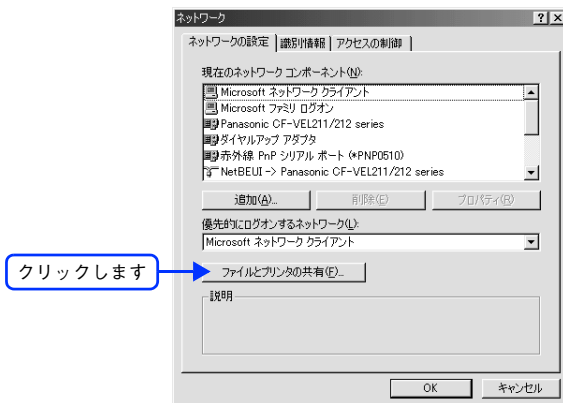 ネットワーク
ネットワークの設定 識別情報 アクセスの制御
現在のネットワーク コンポーネント(N):
Microsoft ネットワーク クライアント
Microsoft ファミリ ログオン
Panasonic CF-VEL211/212 series
ダイヤルアップ アダプタ
赤外線 PnP シリアル ポート (*PNP0510)
NetBEUI -> Panasonic CF-VEL211/212 series
追加(A)... 削除(E) プロパティ(R)
優先的にログオンするネットワーク(L):
Microsoft ネットワーク クライアント
クリックします
ファイルとプリンタの共有(F)...
説明
OK キャンセル